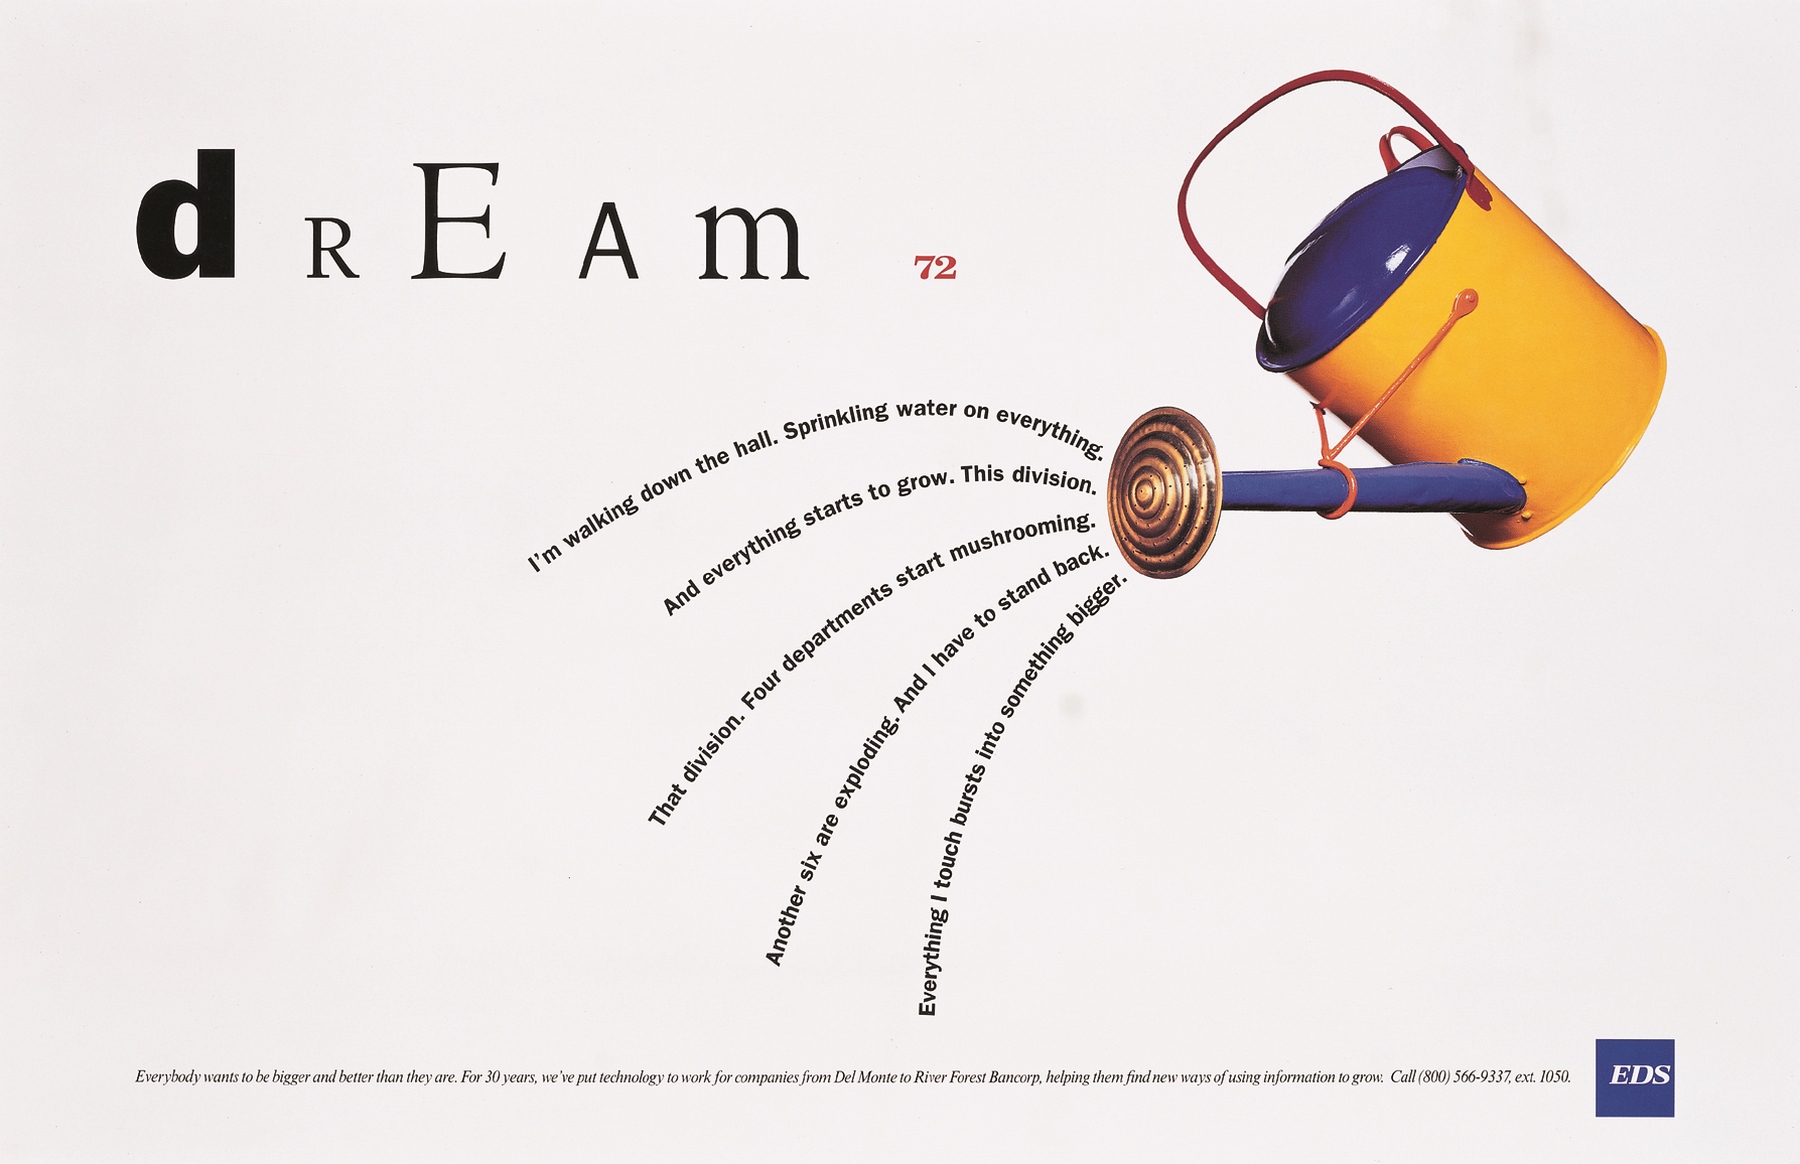 dREAm 72
I'm walking down the hall. Sprinkling water on everything.
And everything starts to grow. This division.
That division. Four departments start mushrooming.
Another six are exploding. And I have to stand back.
Everything I touch bursts into something bigger.
Everybody wants to be bigger and better than they are. For 30 years, we've put technology to work for companies from Del Monte to River Forest Bancorp, helping them find new ways of using information to grow. Call (800) 566-9337, ext. 1050.
EDS